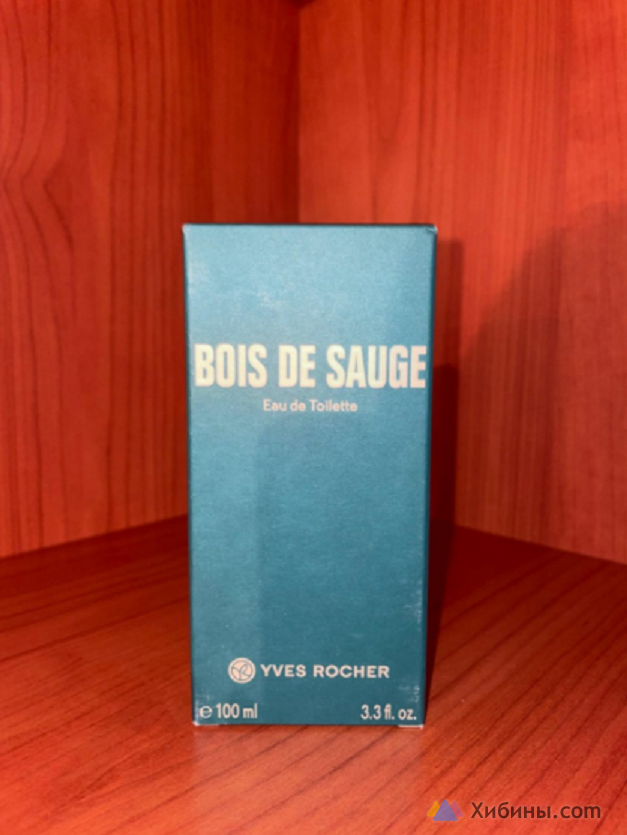 BOIS DE SAUGE
Eau de Toilette
YVES ROCHER
℮ 100 ml 3.3 fl. oz.
Хибины.com